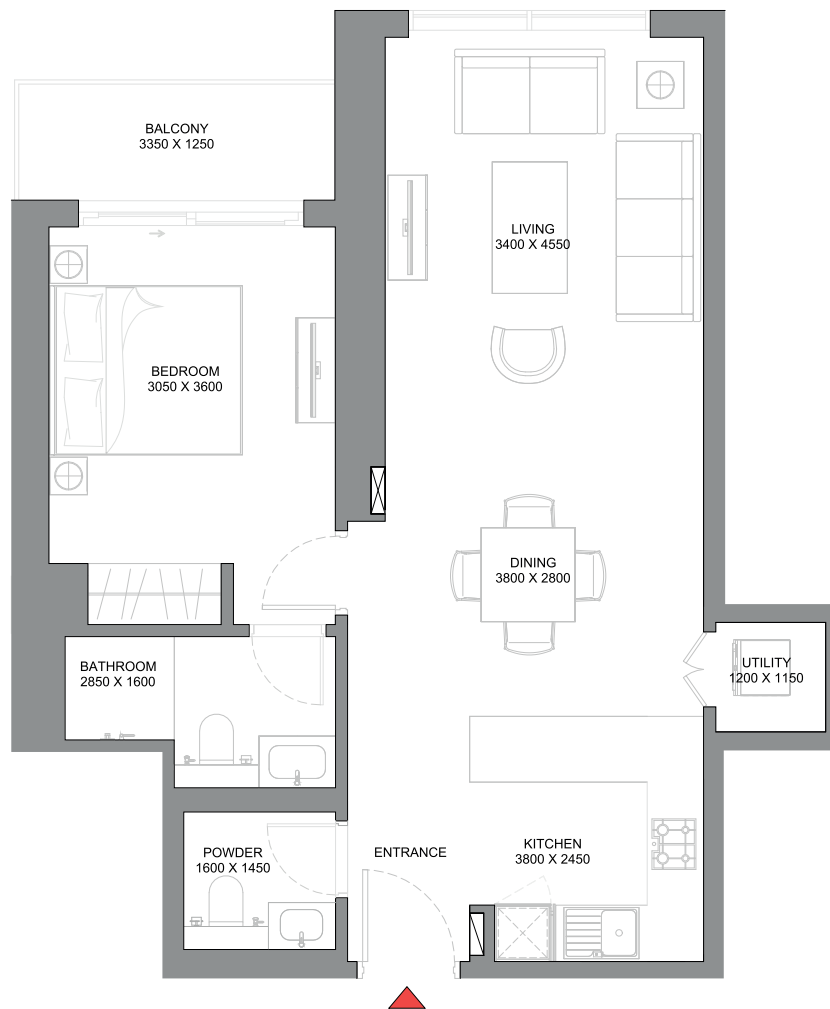 BALCONY
3350 X 1250
LIVING
3400 X 4550
BEDROOM
3050 X 3600
DINING
3800 X 2800
BATHROOM
2850 X 1600
UTILITY
1200 X 1150
KITCHEN
3800 X 2450
POWDER
1600 X 1450
ENTRANCE